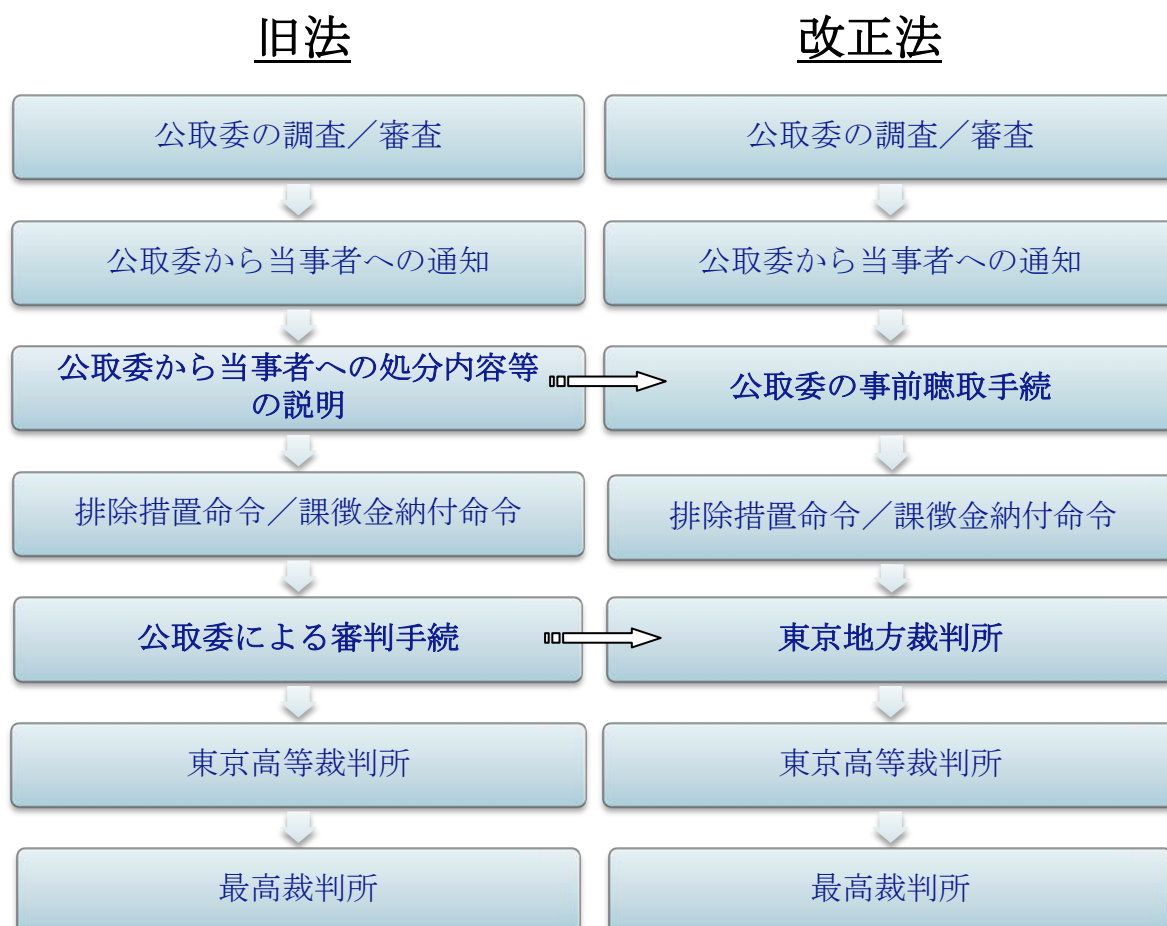 旧法
公取委の調査／審査
公取委から当事者への通知
公取委から当事者への処分内容等
の説明
排除措置命令／課徴金納付命令
公取委による審判手続
東京高等裁判所
最高裁判所
改正法
公取委の調査／審査
公取委から当事者への通知
公取委の事前聴取手続
排除措置命令／課徴金納付命令
東京地方裁判所
東京高等裁判所
最高裁判所